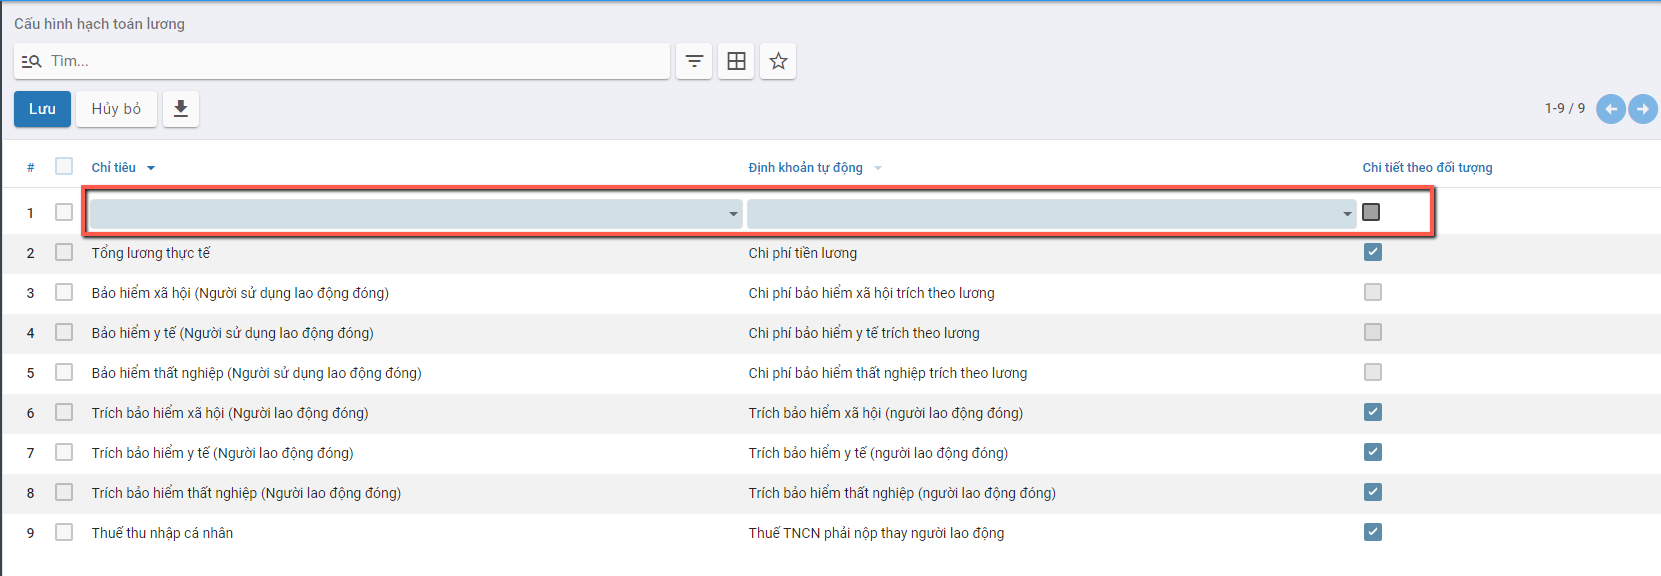 Cấu hình hạch toán lương
Tìm...
Lưu Hủy bỏ 1-9 / 9
# Chỉ tiêu Định khoản tự động Chi tiết theo đối tượng
1
2 Tổng lương thực tế Chi phí tiền lương
3 Bảo hiểm xã hội (Người sử dụng lao động đóng) Chi phí bảo hiểm xã hội trích theo lương
4 Bảo hiểm y tế (Người sử dụng lao động đóng) Chi phí bảo hiểm y tế trích theo lương
5 Bảo hiểm thất nghiệp (Người sử dụng lao động đóng) Chi phí bảo hiểm thất nghiệp trích theo lương
6 Trích bảo hiểm xã hội (Người lao động đóng) Trích bảo hiểm xã hội (người lao động đóng)
7 Trích bảo hiểm y tế (Người lao động đóng) Trích bảo hiểm y tế (người lao động đóng)
8 Trích bảo hiểm thất nghiệp (Người lao động đóng) Trích bảo hiểm thất nghiệp (người lao động đóng)
9 Thuế thu nhập cá nhân Thuế TNCN phải nộp thay người lao động